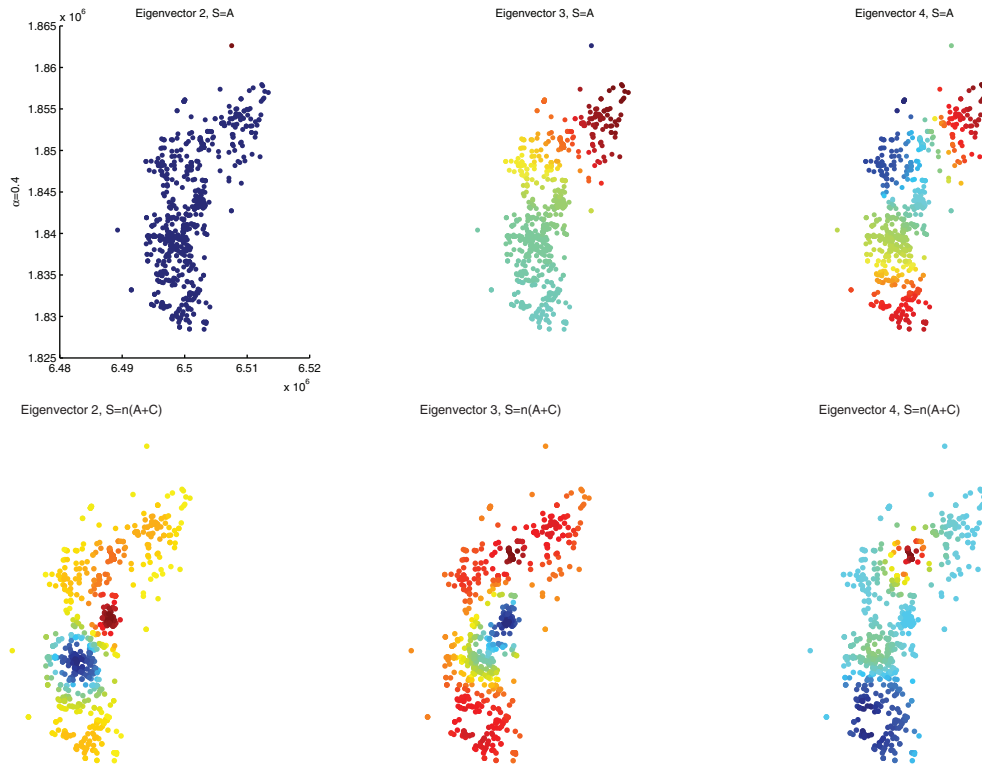 Eigenvector 2, S=A
Eigenvector 3, S=A
Eigenvector 4, S=A
x 10^6
1.865
1.86
1.855
1.85
1.845
1.84
1.835
1.83
1.825
α=0.4
6.48 6.49 6.5 6.51 6.52
x 10^6
Eigenvector 2, S=n(A+C)
Eigenvector 3, S=n(A+C)
Eigenvector 4, S=n(A+C)